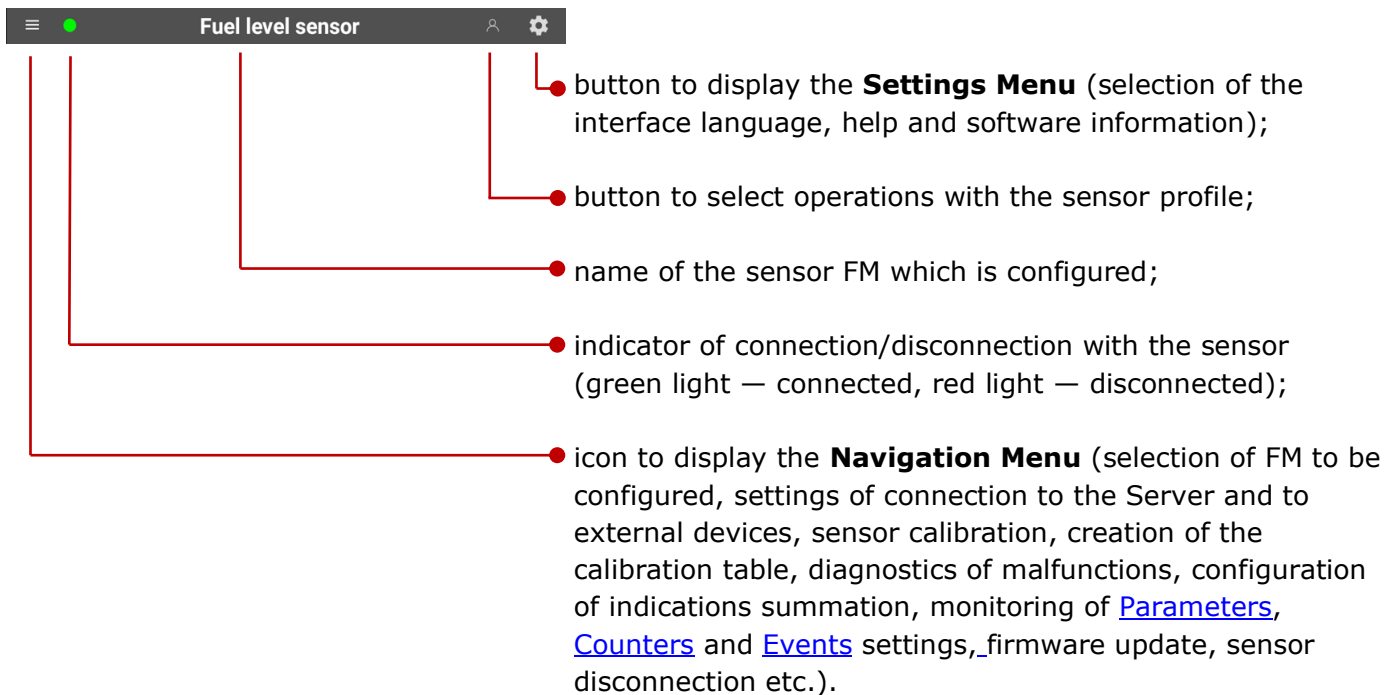 Fuel level sensor
button to display the Settings Menu (selection of the
interface language, help and software information);
button to select operations with the sensor profile;
name of the sensor FM which is configured;
indicator of connection/disconnection with the sensor
(green light — connected, red light — disconnected);
icon to display the Navigation Menu (selection of FM to be
configured, settings of connection to the Server and to
external devices, sensor calibration, creation of the
calibration table, diagnostics of malfunctions, configuration
of indications summation, monitoring of Parameters,
Counters and Events settings, firmware update, sensor
disconnection etc.).